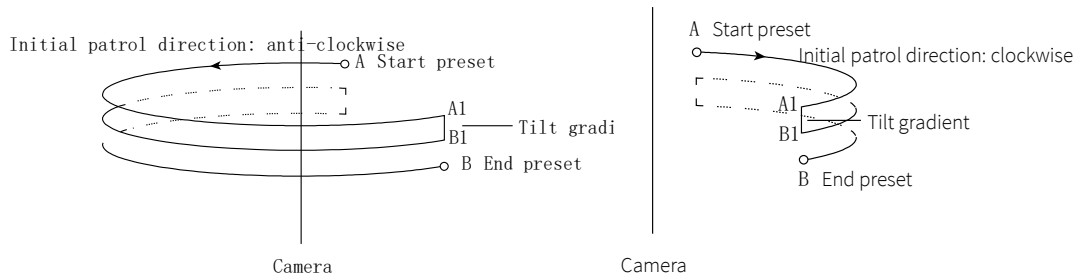 Initial patrol direction: anti-clockwise
A Start preset
A1
B1
Tilt gradi
B End preset
Camera
A Start preset
Initial patrol direction: clockwise
A1
Tilt gradient
B1
B End preset
Camera